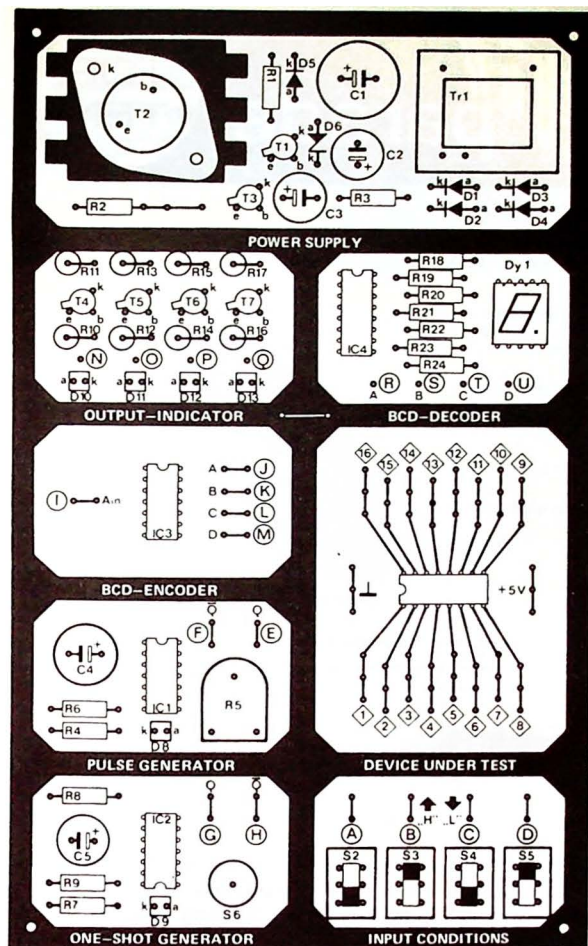 k
b
T2
e
R1
k D5
a
+
C1
Tr1
k
T1
e b
a D6
k
C2
+
R2
k
T3
e b
+
C3
R3
k a
D1
k a
D3
k a
D2
k a
D4
POWER SUPPLY
R11 R13 R15 R17
k k k k
T4 T5 T6 T7
e b e b e b e b
R10 R12 R14 R16
N O P Q
a k a k a k a k
D10 D11 D12 D13
OUTPUT-INDICATOR
R18
R19
R20
R21
R22
R23
R24
IC4
Dy 1
R S T U
A B C D
BCD-DECODER
I Ain
IC3
A J
B K
C L
D M
BCD-ENCODER
16 15 14 13 12 11 10 9
⊥ +5V
1 2 3 4 5 6 7 8
DEVICE UNDER TEST
C4
+
R6
R4
IC1
k a
D8
Q̅ Q
F E
R5
PULSE GENERATOR
R8
C5
+
R9
R7
IC2
k a
D9
Q Q̅
G H
S6
ONE-SHOT GENERATOR
A B C D
„H" „L"
S2 S3 S4 S5
INPUT CONDITIONS